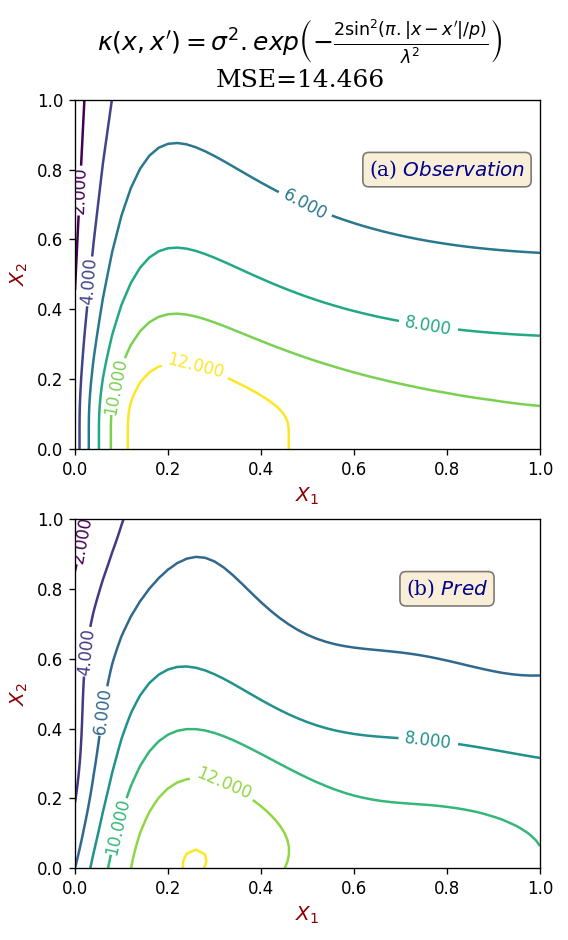 κ(x, x′) = σ².exp(−2sin²(π.|x − x′|/p)/λ²)
MSE=14.466
1.0
0.8
0.6
0.4
0.2
0.0
X₂
2.000
4.000
6.000
8.000
10.000
12.000
(a) Observation
0.0 0.2 0.4 0.6 0.8 1.0
X₁
1.0
0.8
0.6
0.4
0.2
0.0
X₂
2.000
4.000
6.000
8.000
10.000
12.000
(b) Pred
0.0 0.2 0.4 0.6 0.8 1.0
X₁